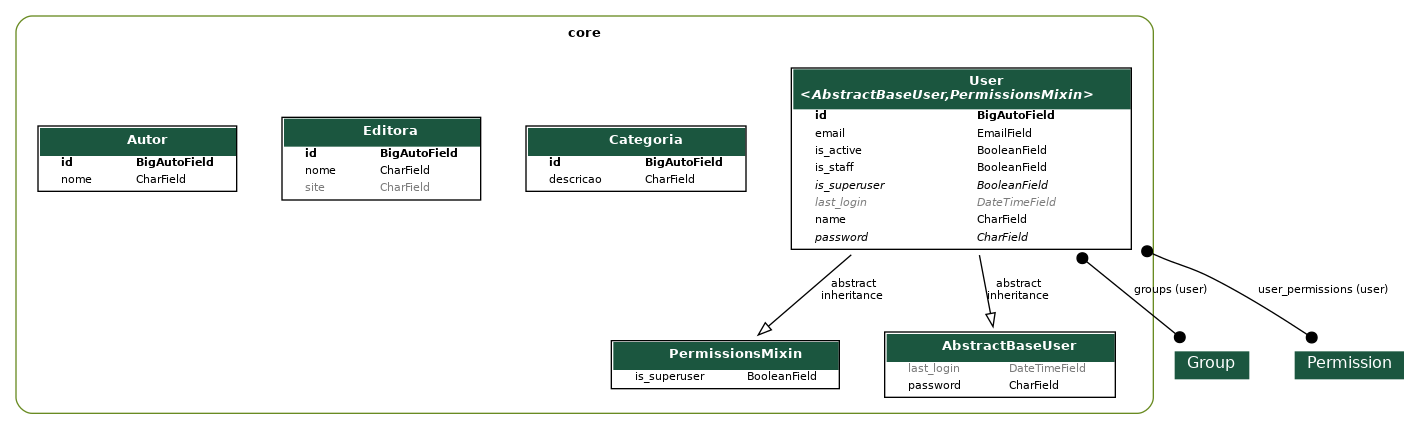 core
Autor
id BigAutoField
nome CharField
Editora
id BigAutoField
nome CharField
site CharField
Categoria
id BigAutoField
descricao CharField
User
<AbstractBaseUser,PermissionsMixin>
id BigAutoField
email EmailField
is_active BooleanField
is_staff BooleanField
is_superuser BooleanField
last_login DateTimeField
name CharField
password CharField
abstract
inheritance
abstract
inheritance
groups (user)
user_permissions (user)
PermissionsMixin
is_superuser BooleanField
AbstractBaseUser
last_login DateTimeField
password CharField
Group
Permission